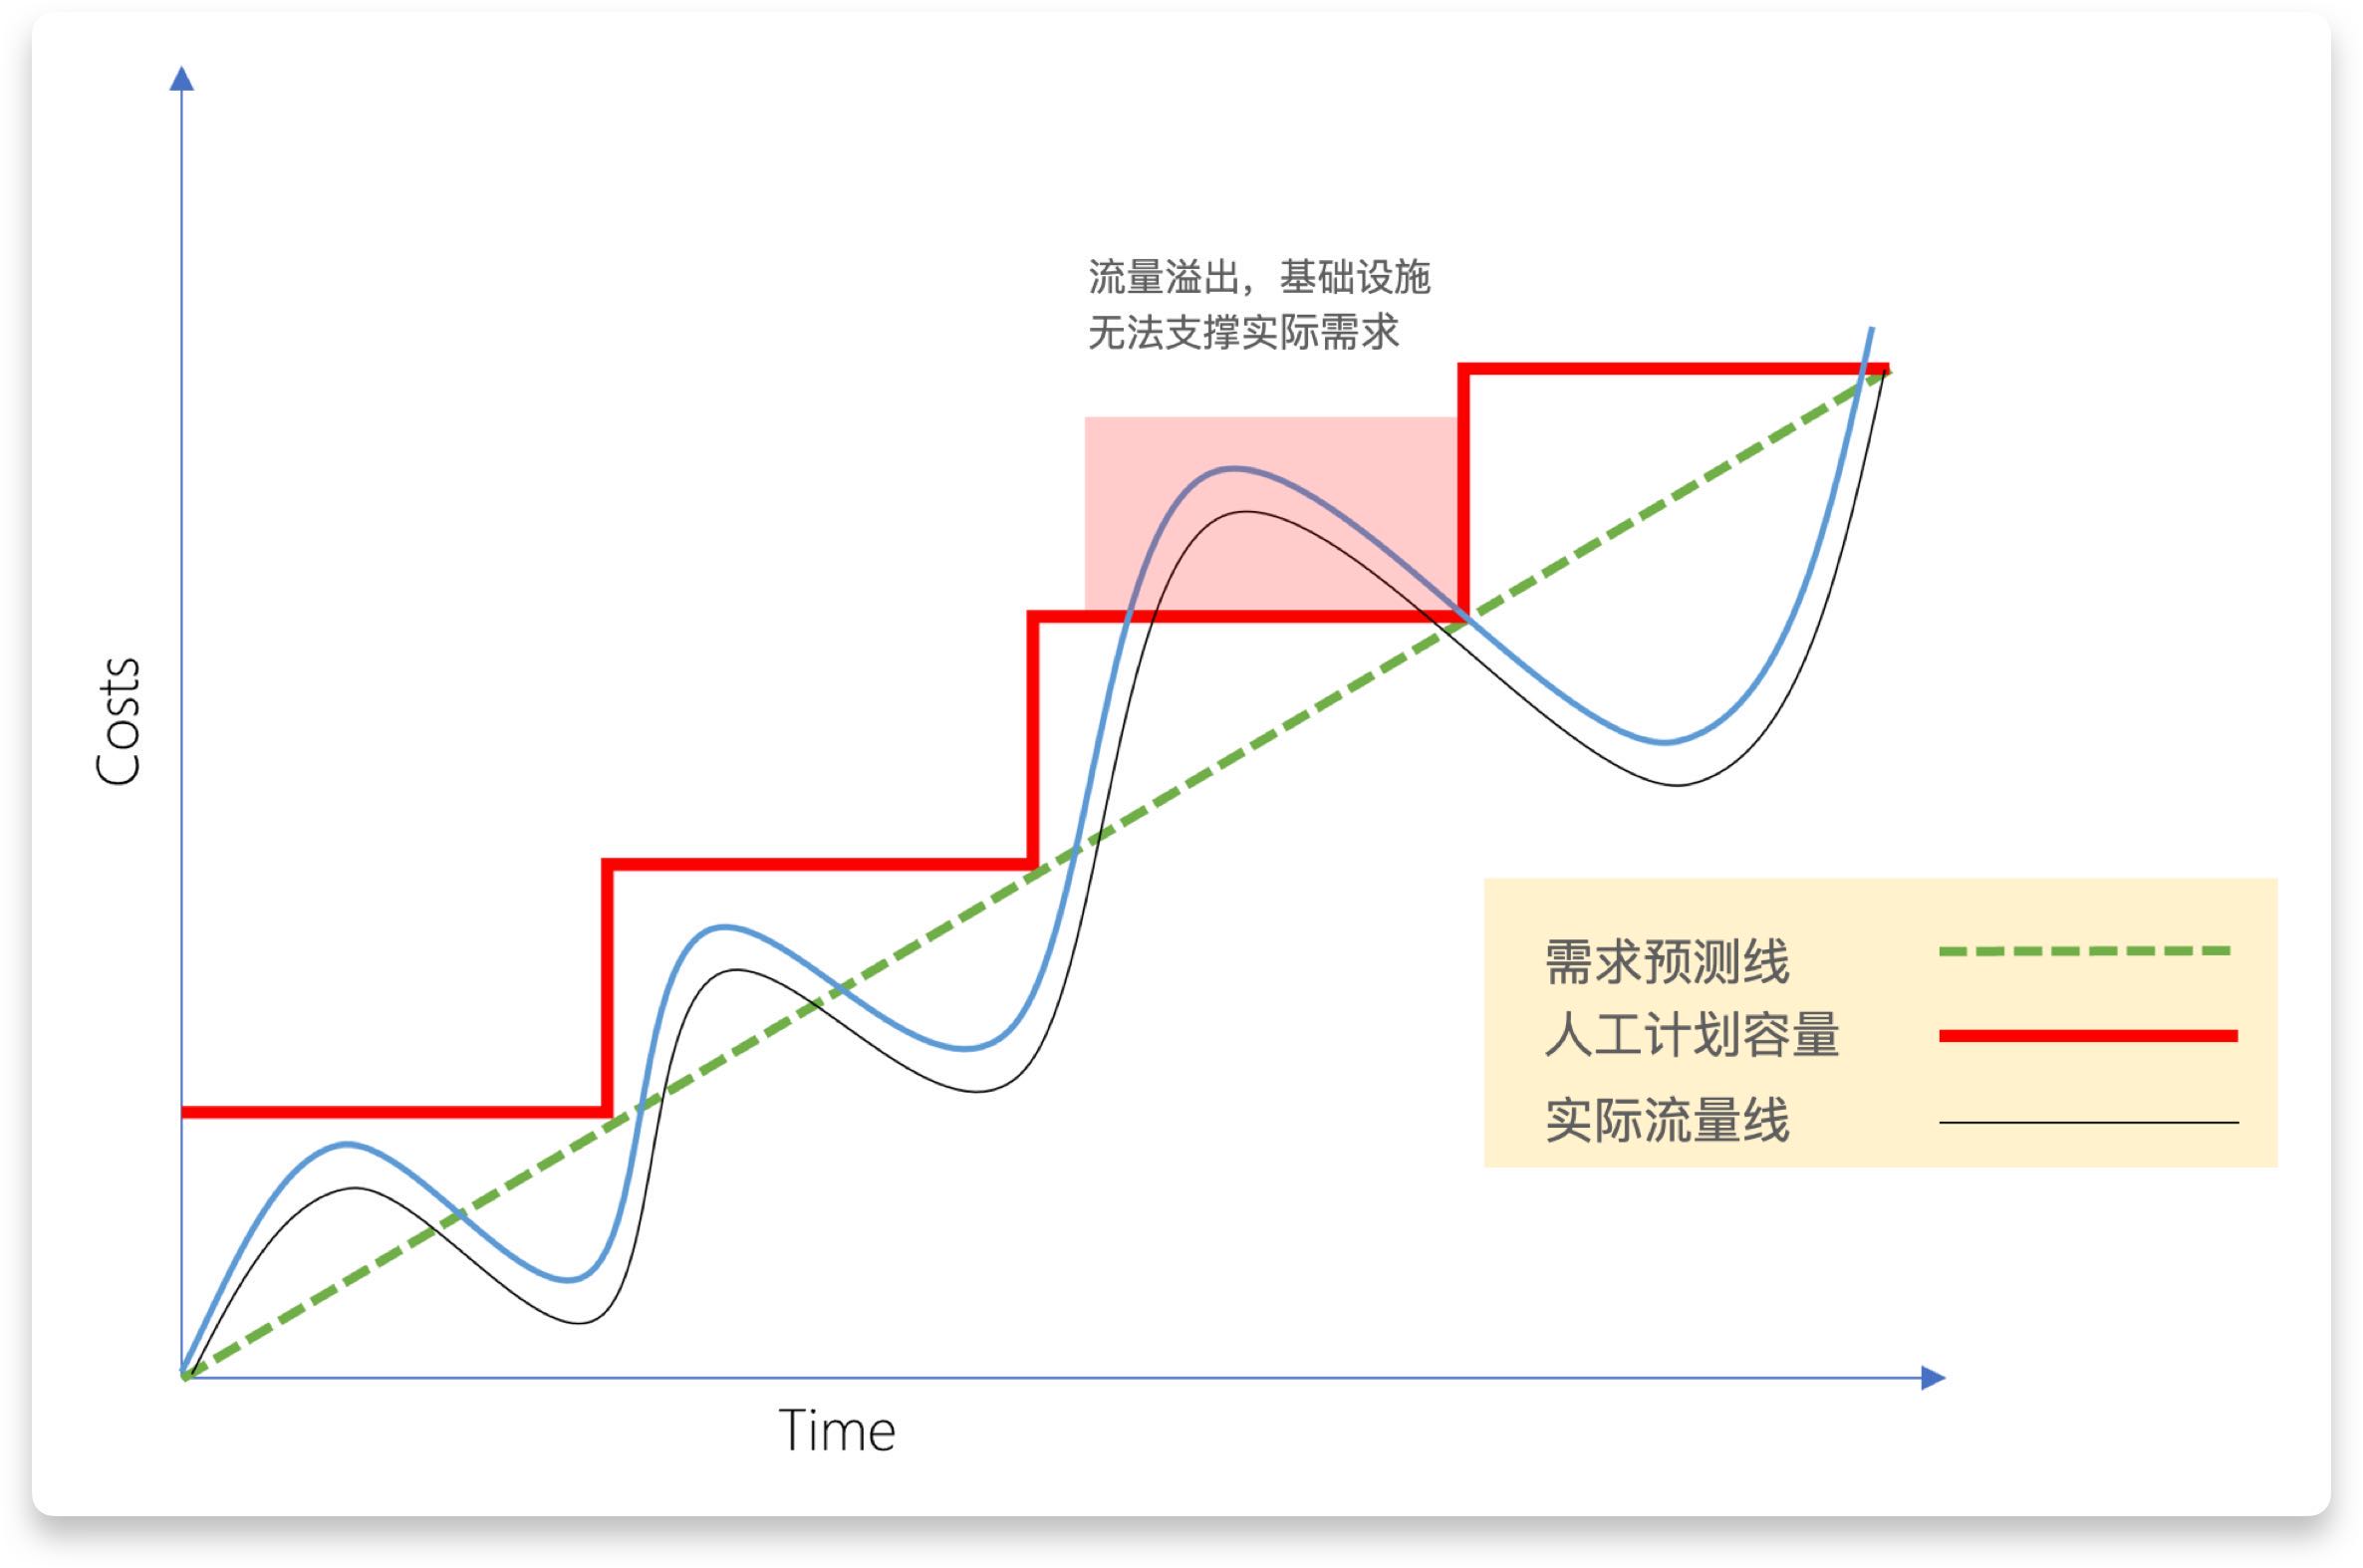 流量溢出，基础设施
无法支撑实际需求
Costs
需求预测线
人工计划容量
实际流量线
Time